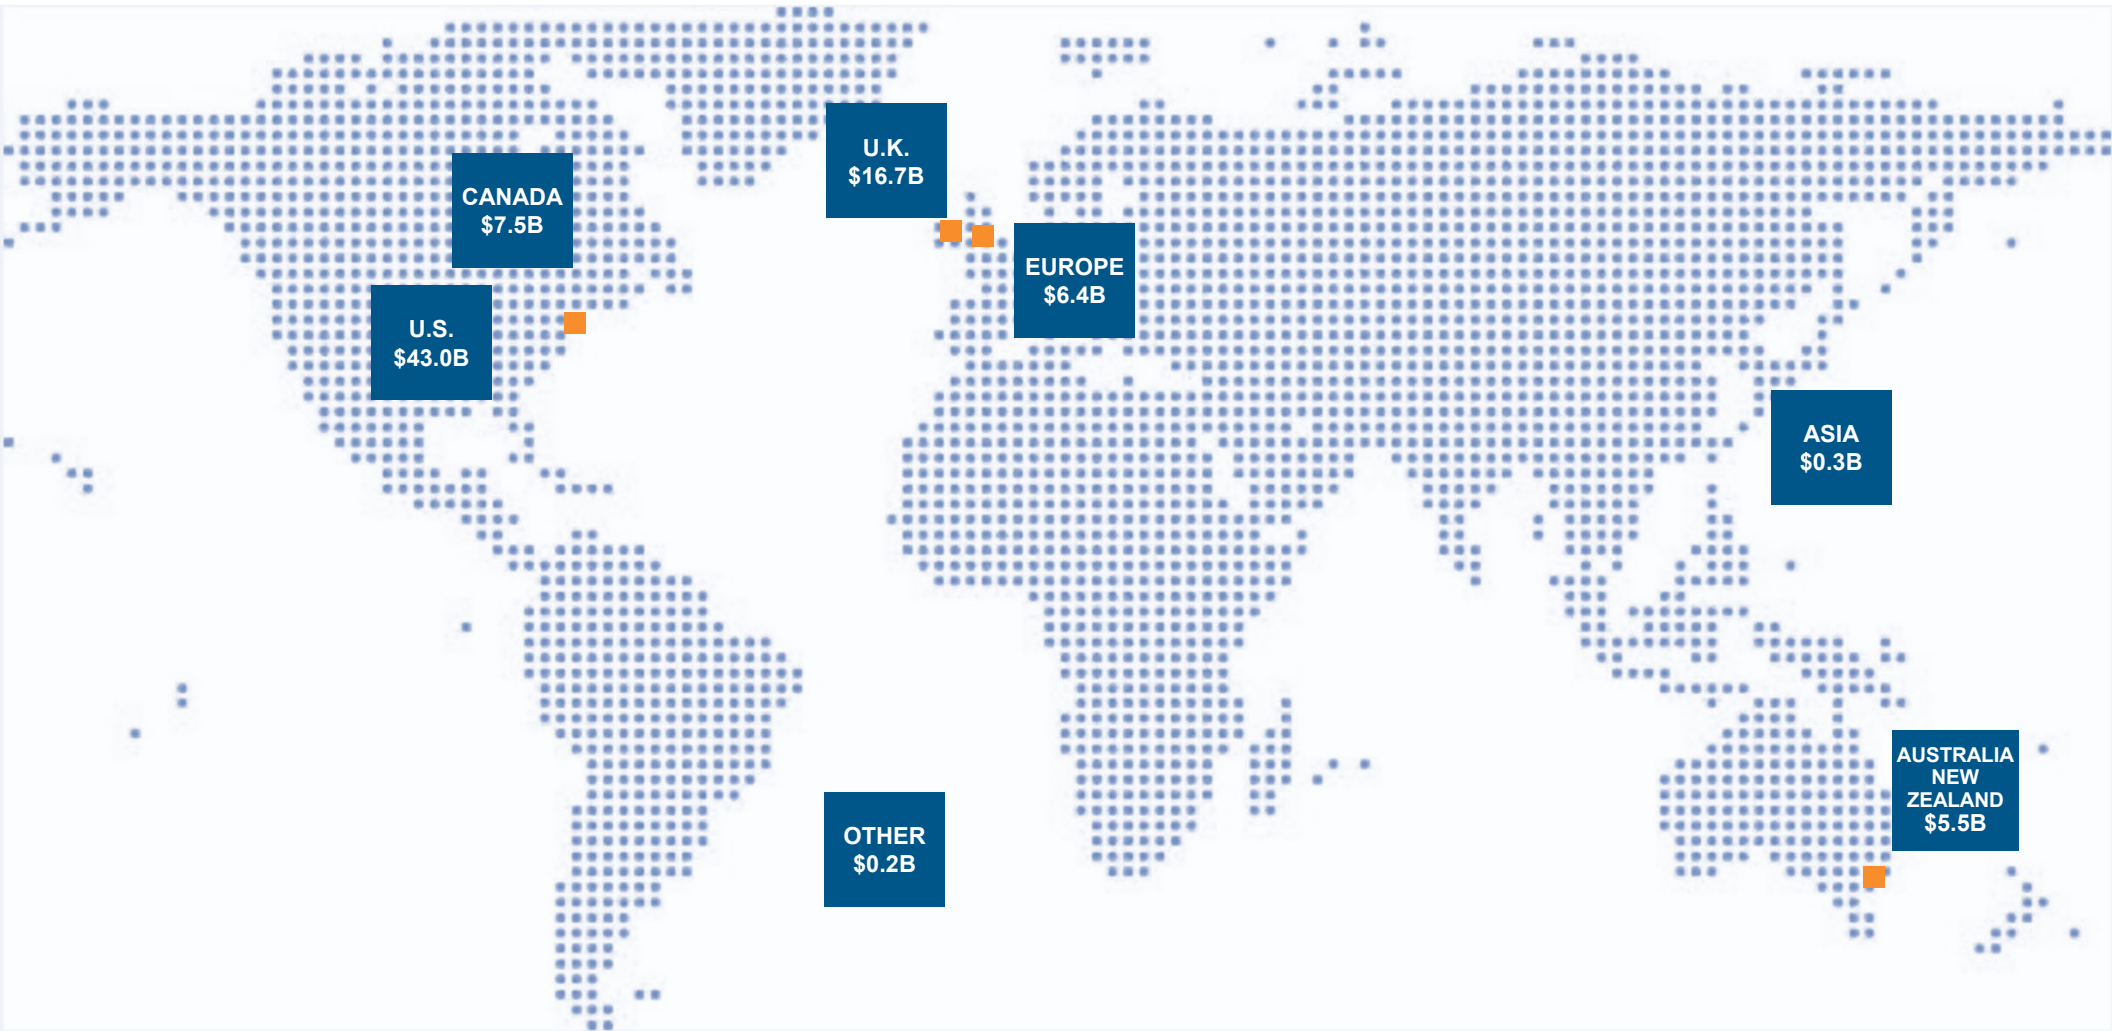 U.K.
$16.7B
CANADA
$7.5B
EUROPE
$6.4B
U.S.
$43.0B
ASIA
$0.3B
AUSTRALIA
NEW
ZEALAND
$5.5B
OTHER
$0.2B